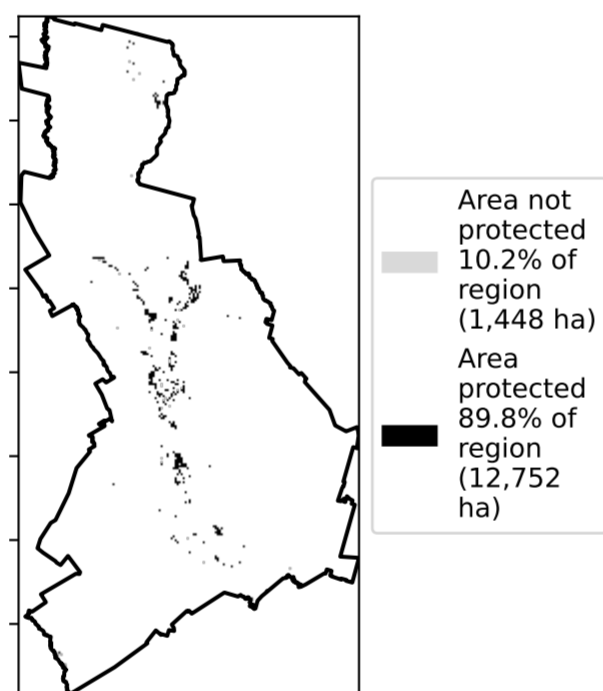 Area not
protected
10.2% of
region
(1,448 ha)
Area
protected
89.8% of
region
(12,752
ha)